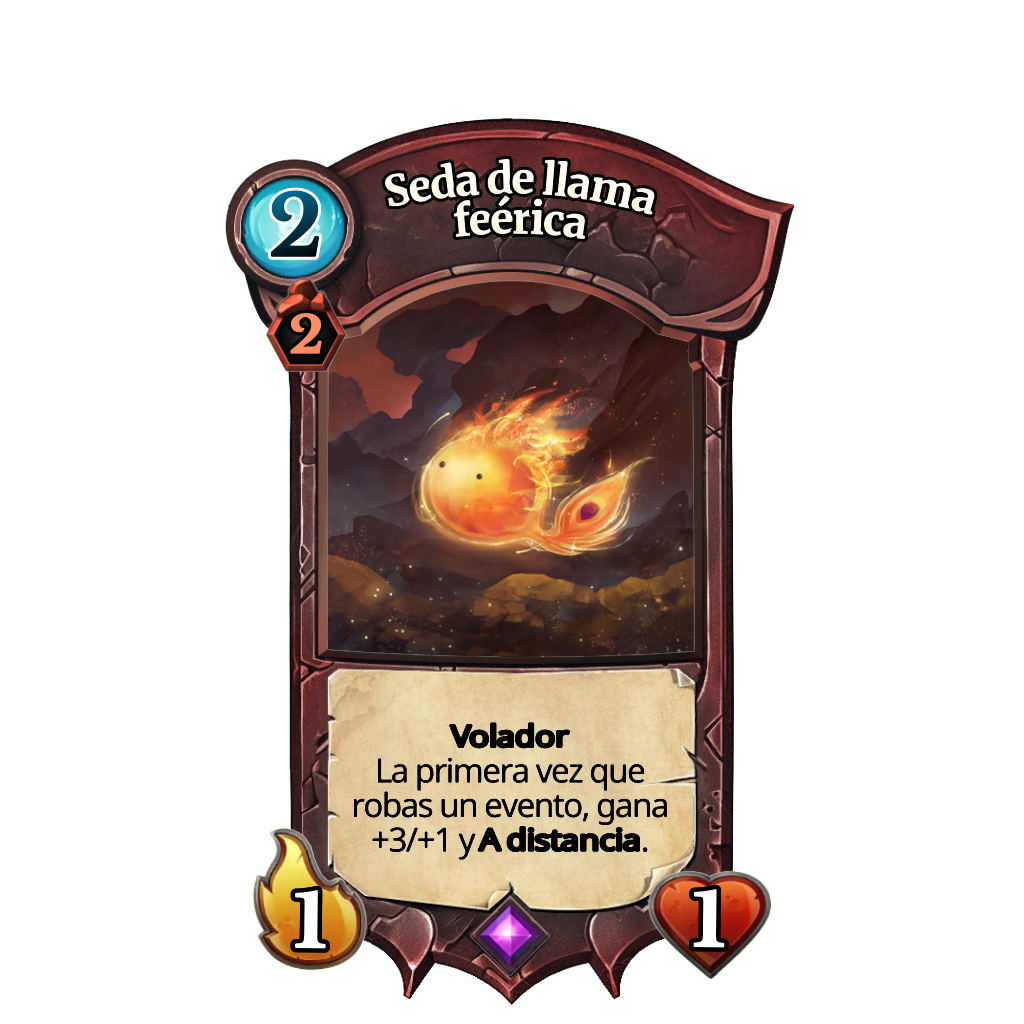 2
Seda de llama
feérica
2
Volador
La primera vez que
robas un evento, gana
+3/+1 y A distancia.
1
1